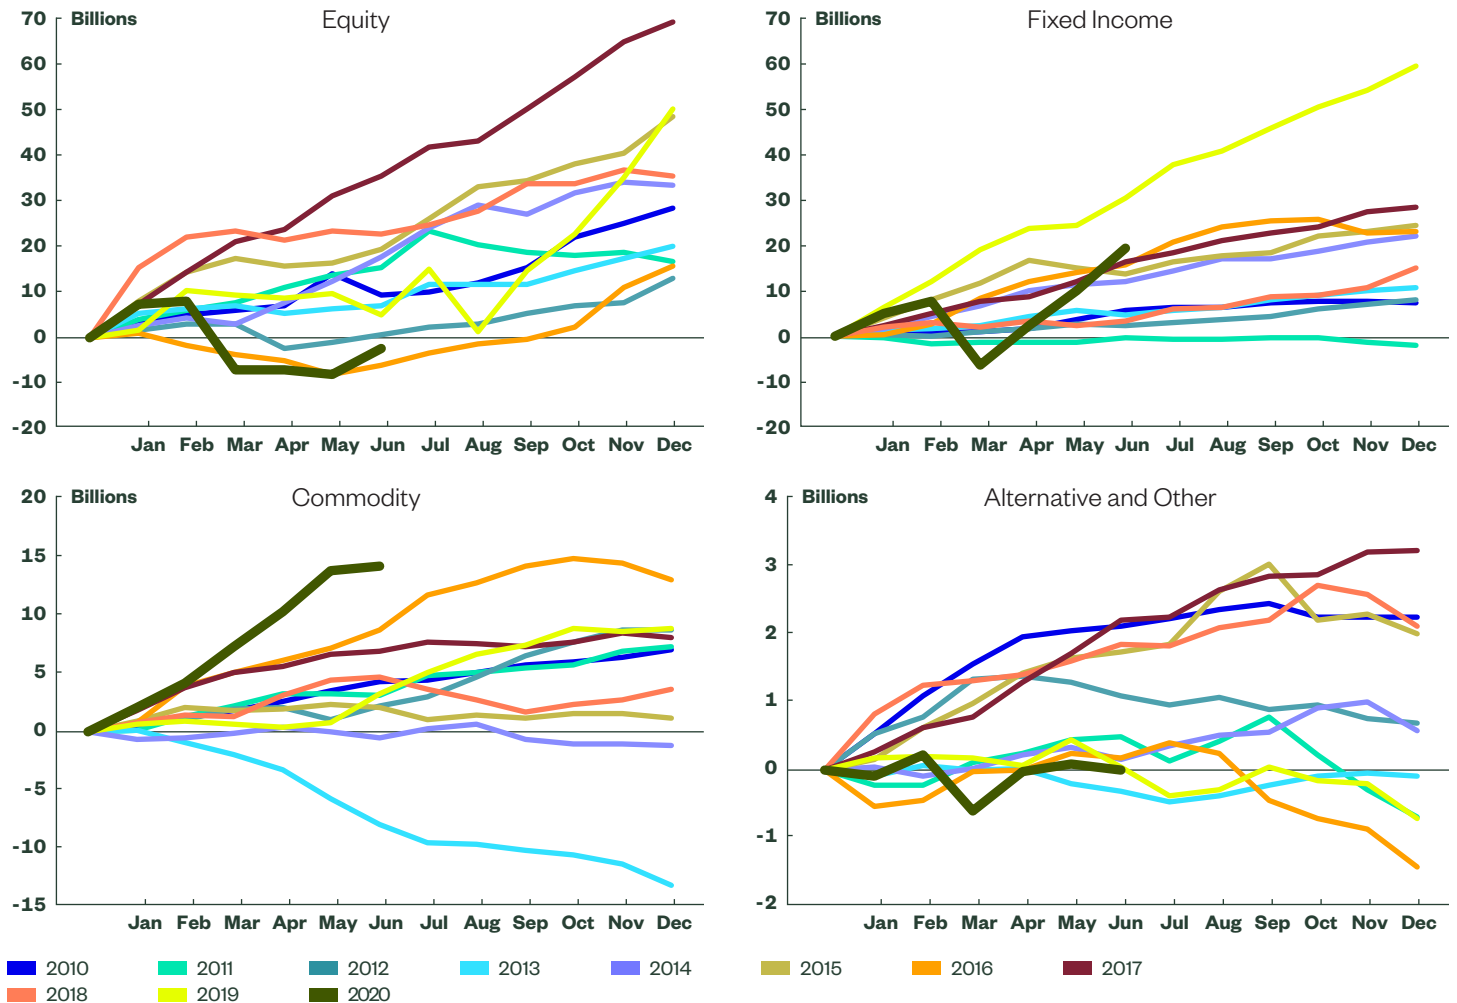 Equity
Billions
70
60
50
40
30
20
10
0
-10
-20
Jan Feb Mar Apr May Jun Jul Aug Sep Oct Nov Dec
Fixed Income
Billions
70
60
50
40
30
20
10
0
-10
-20
Jan Feb Mar Apr May Jun Jul Aug Sep Oct Nov Dec
Commodity
Billions
20
15
10
5
0
-5
-10
-15
Jan Feb Mar Apr May Jun Jul Aug Sep Oct Nov Dec
Alternative and Other
Billions
4
3
2
1
0
-1
-2
Jan Feb Mar Apr May Jun Jul Aug Sep Oct Nov Dec
2010 2011 2012 2013 2014 2015 2016 2017
2018 2019 2020